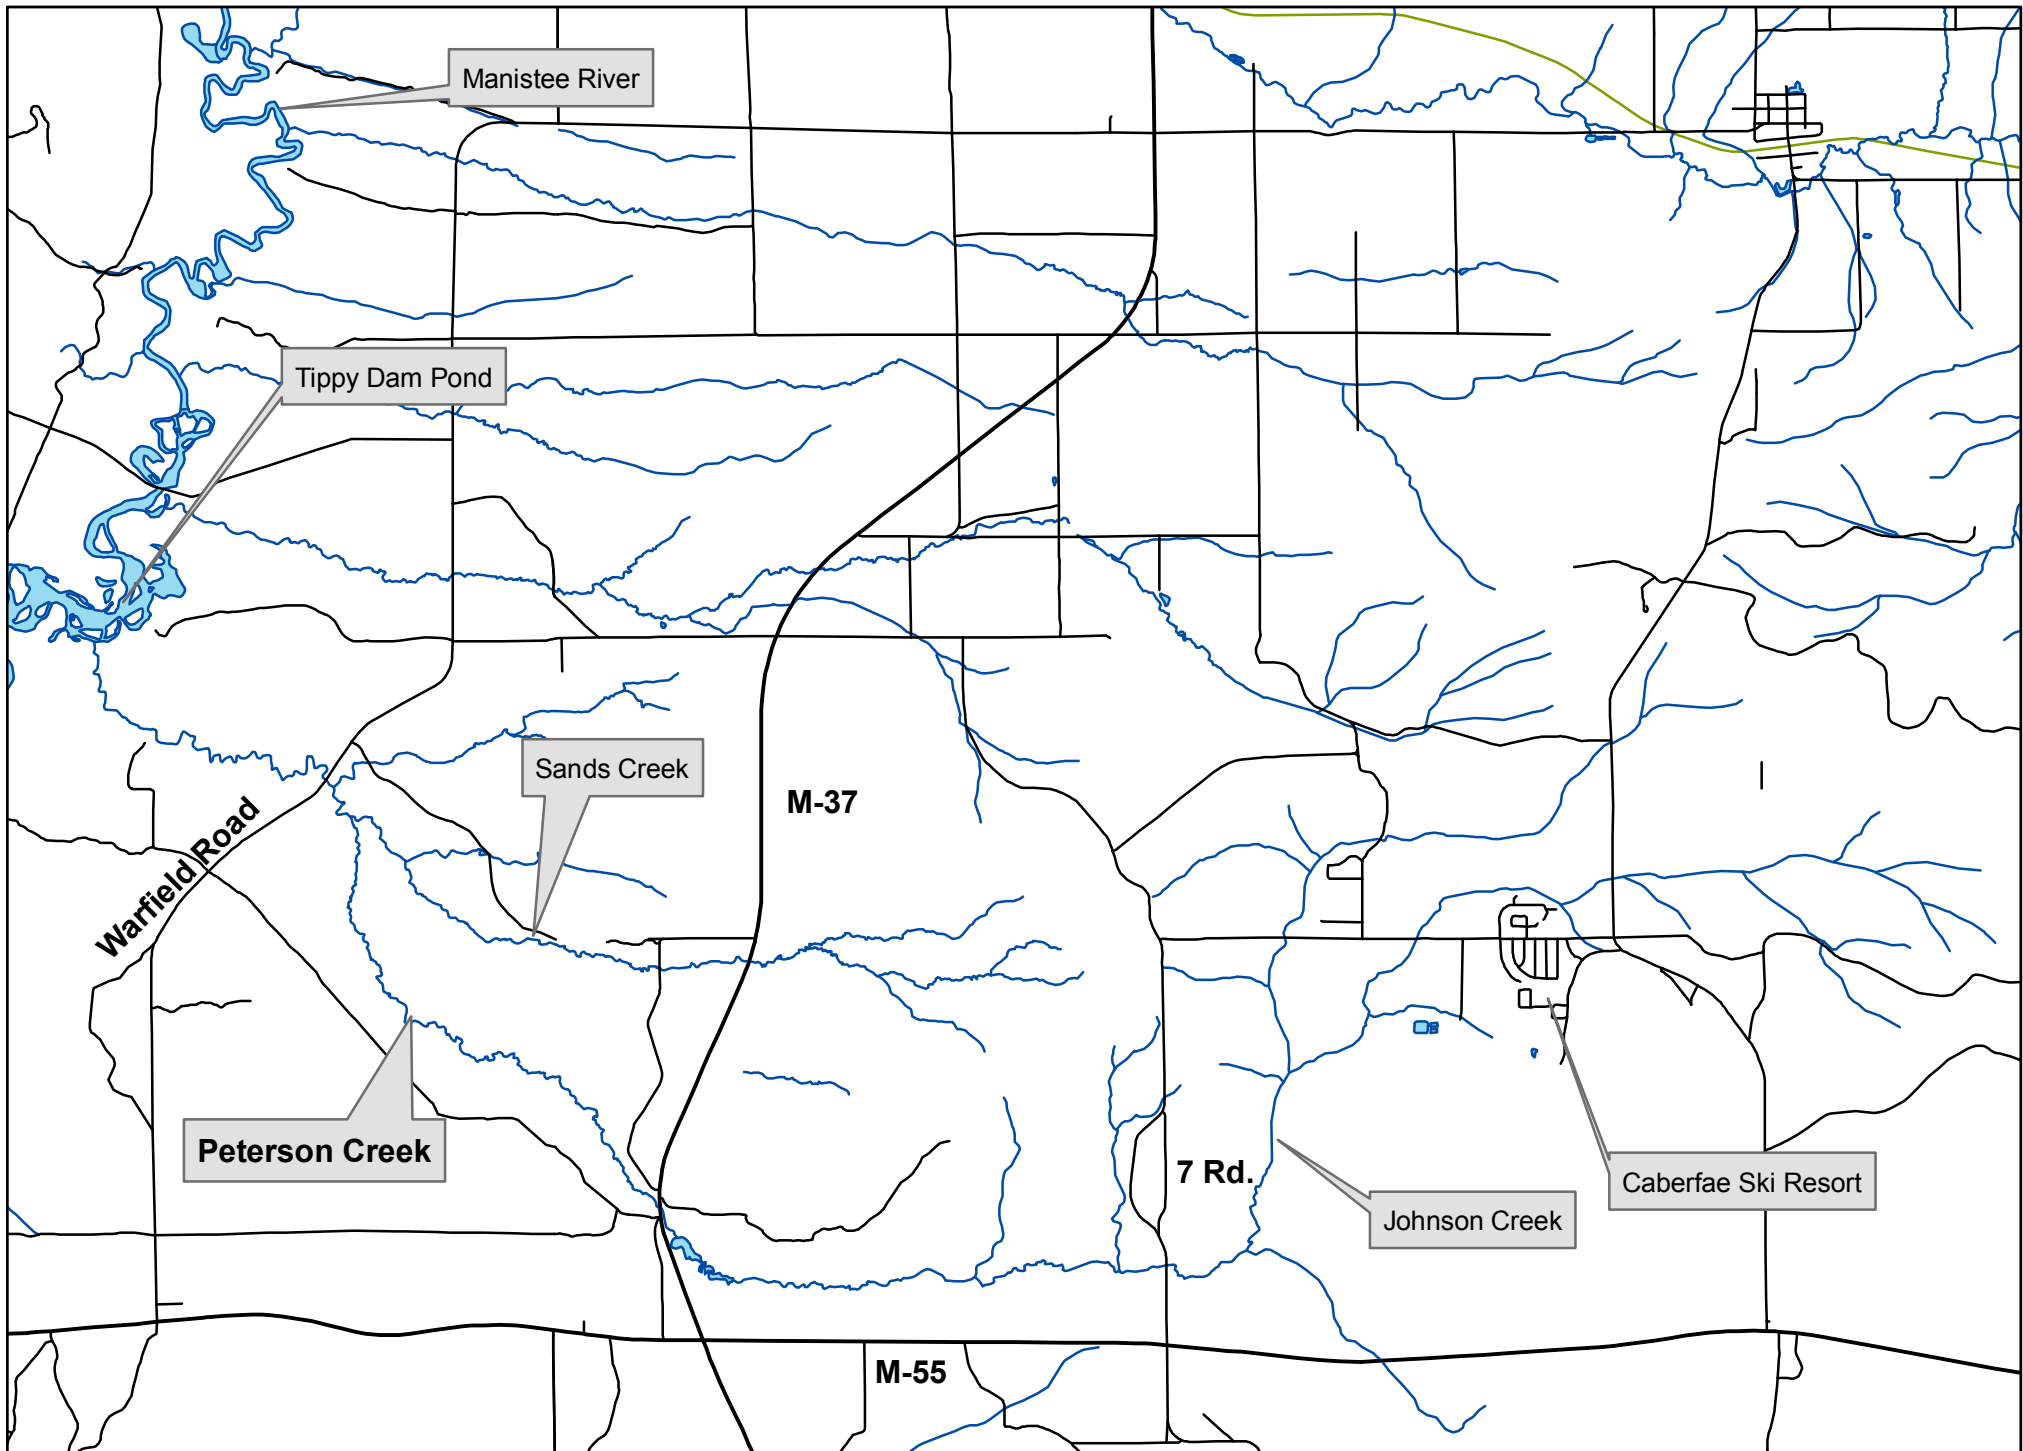 Manistee River
Tippy Dam Pond
Sands Creek
M-37
Warfield Road
Peterson Creek
7 Rd.
Caberfae Ski Resort
Johnson Creek
M-55